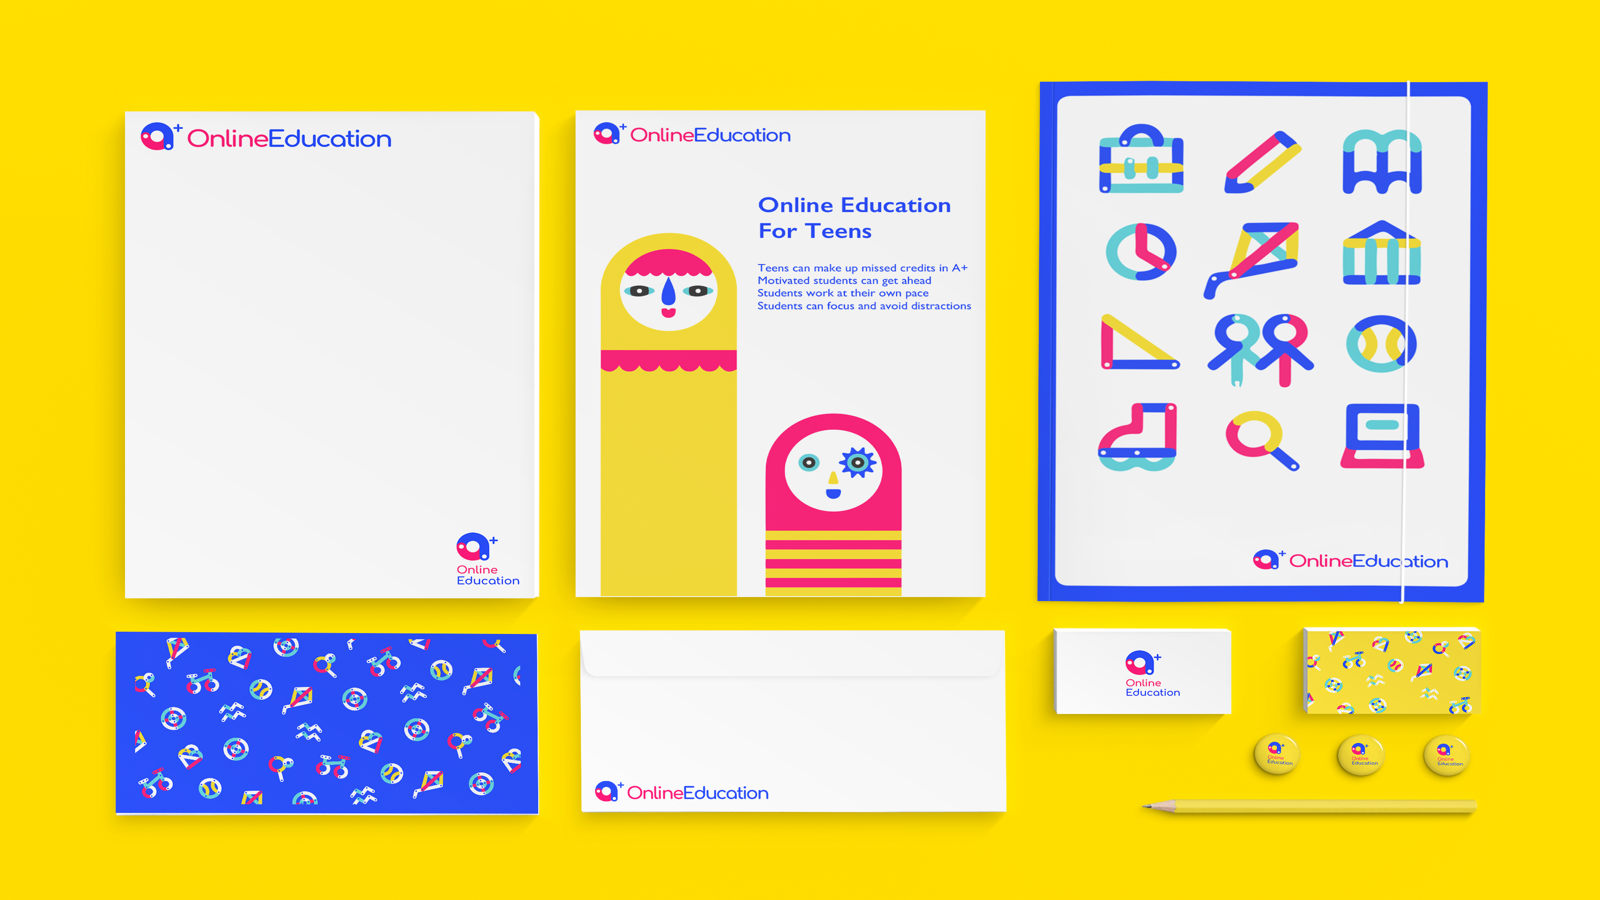 a+ OnlineEducation
a+
Online
Education
a+ OnlineEducation
Online Education
For Teens
Teens can make up missed credits in A+
Motivated students can get ahead
Students work at their own pace
Students can focus and avoid distractions
a+ OnlineEducation
a+ OnlineEducation
a+
Online
Education
a+
Online
Education
a+
Online
Education
a+
Online
Education